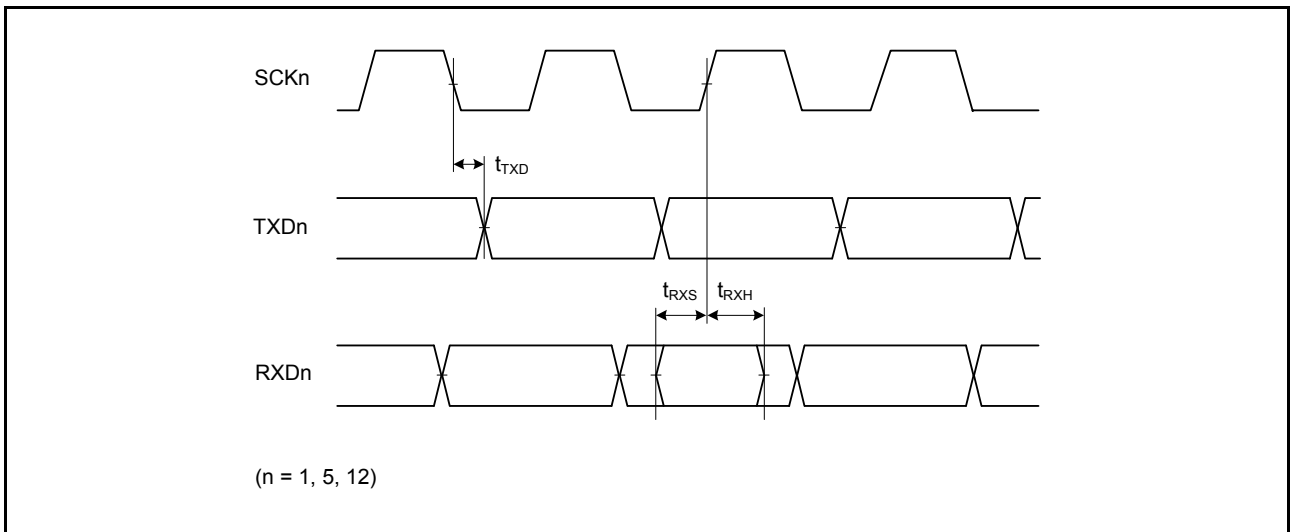 SCKn
tTXD
TXDn
tRXS tRXH
RXDn
(n = 1, 5, 12)